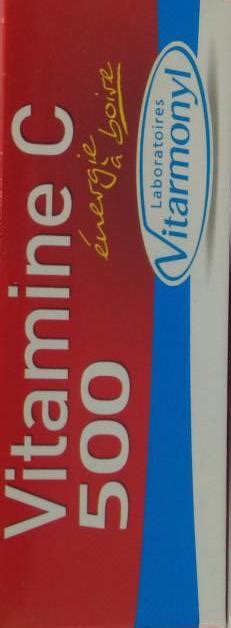 Vitamine C
500
énergie
à boire
Laboratoires
Vitarmonyl